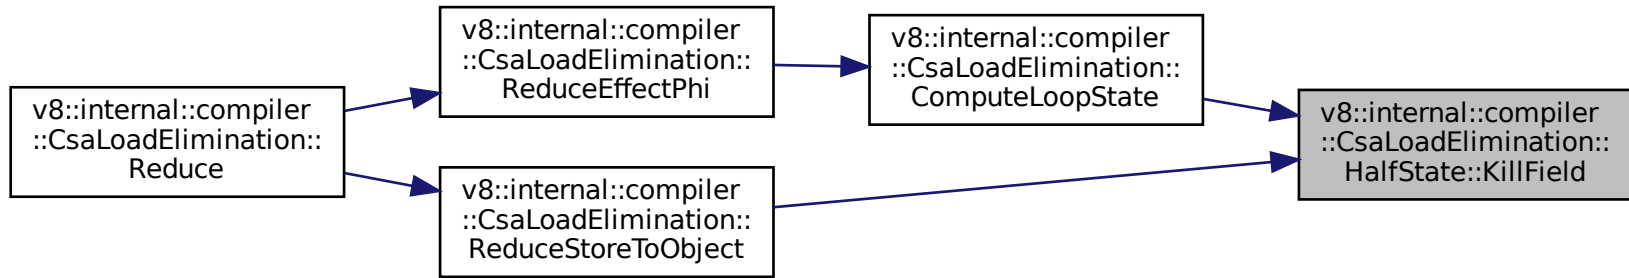 v8::internal::compiler
::CsaLoadElimination::
Reduce
v8::internal::compiler
::CsaLoadElimination::
ReduceEffectPhi
v8::internal::compiler
::CsaLoadElimination::
ReduceStoreToObject
v8::internal::compiler
::CsaLoadElimination::
ComputeLoopState
v8::internal::compiler
::CsaLoadElimination::
HalfState::KillField